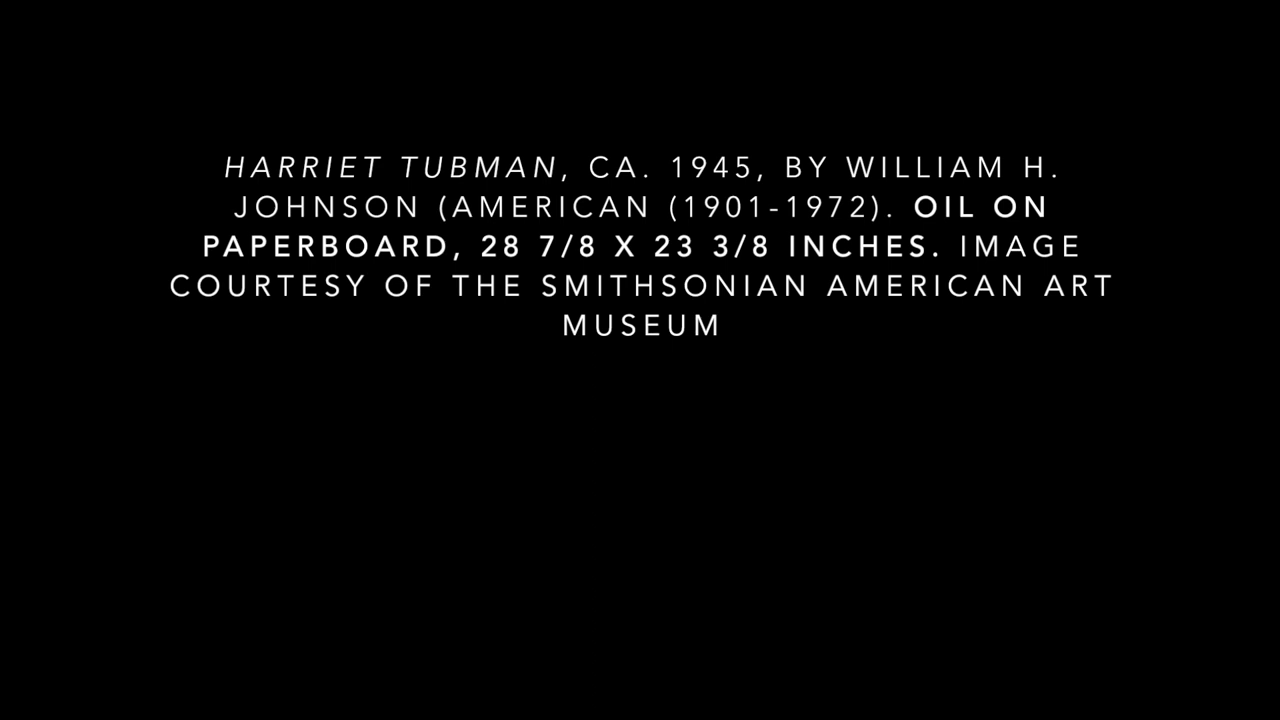 HARRIET TUBMAN, CA. 1945, BY WILLIAM H.
JOHNSON (AMERICAN (1901-1972). OIL ON
PAPERBOARD, 28 7/8 X 23 3/8 INCHES. IMAGE
COURTESY OF THE SMITHSONIAN AMERICAN ART
MUSEUM